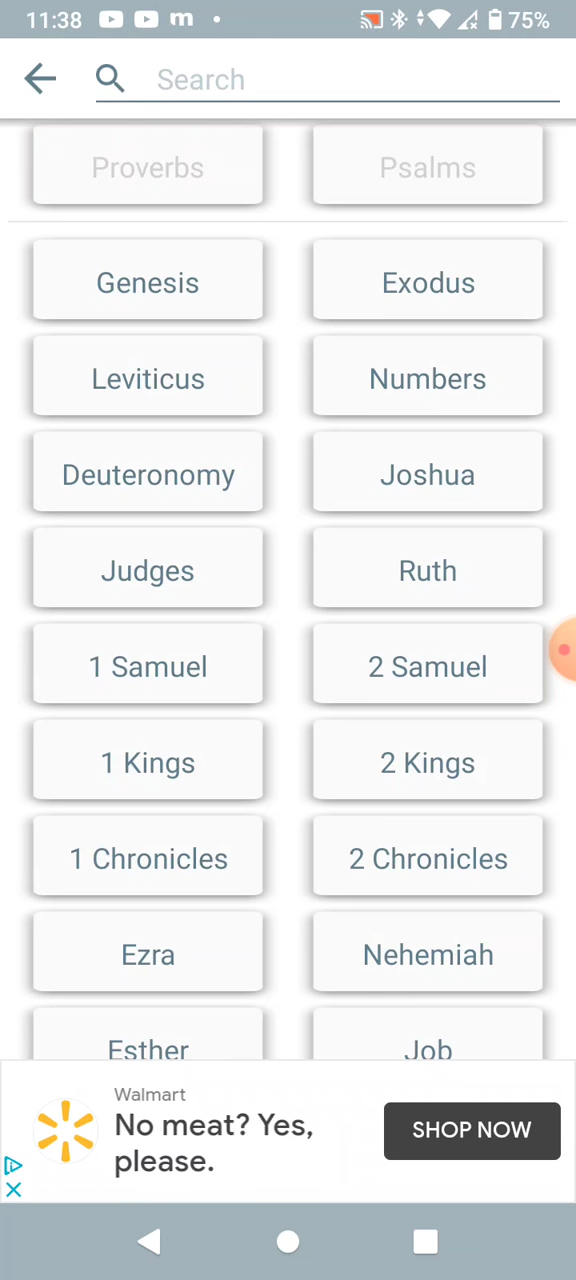 11:38 75%
Search
Proverbs Psalms
Genesis Exodus
Leviticus Numbers
Deuteronomy Joshua
Judges Ruth
1 Samuel 2 Samuel
1 Kings 2 Kings
1 Chronicles 2 Chronicles
Ezra Nehemiah
Esther Job
Walmart
No meat? Yes,
please.
SHOP NOW